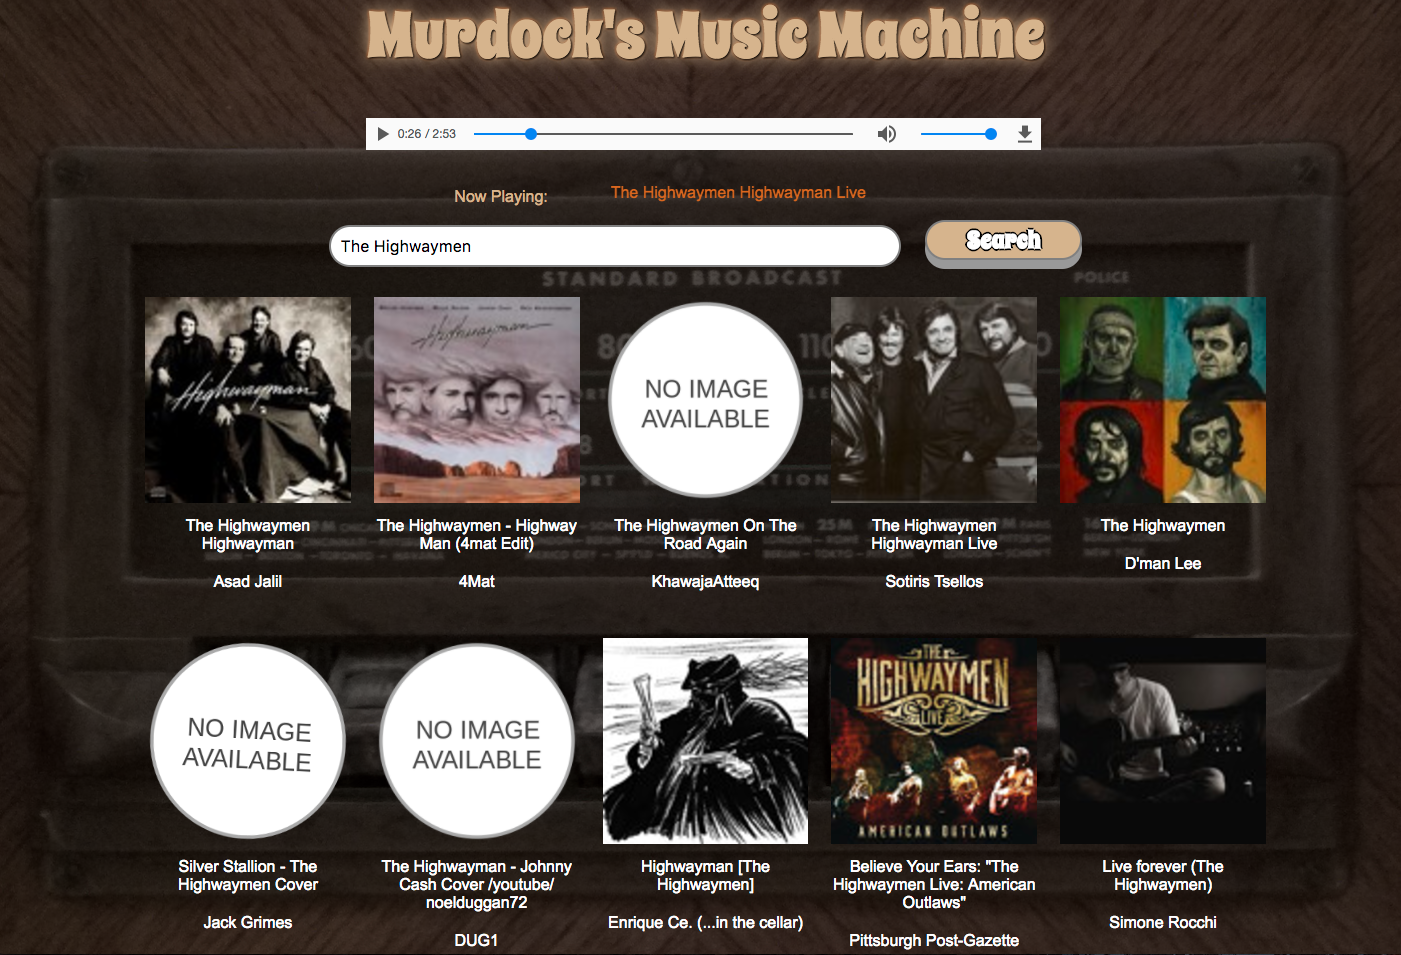 Murdock's Music Machine
0:26 / 2:53
Now Playing:
The Highwaymen Highwayman Live
The Highwaymen
Search
STANDARD BROADCAST
POLICE
Highwayman
Highwayman
NO IMAGE
AVAILABLE
The Highwaymen
Highwayman
Asad Jalil
The Highwaymen - Highway
Man (4mat Edit)
4Mat
The Highwaymen On The
Road Again
KhawajaAtteeq
The Highwaymen
Highwayman Live
Sotiris Tsellos
The Highwaymen
D'man Lee
NO IMAGE
AVAILABLE
NO IMAGE
AVAILABLE
THE
HIGHWAYMEN
LIVE
AMERICAN OUTLAWS
Silver Stallion - The
Highwaymen Cover
Jack Grimes
The Highwayman - Johnny
Cash Cover /youtube/
noelduggan72
DUG1
Highwayman [The
Highwaymen]
Enrique Ce. (...in the cellar)
Believe Your Ears: "The
Highwaymen Live: American
Outlaws"
Pittsburgh Post-Gazette
Live forever (The
Highwaymen)
Simone Rocchi